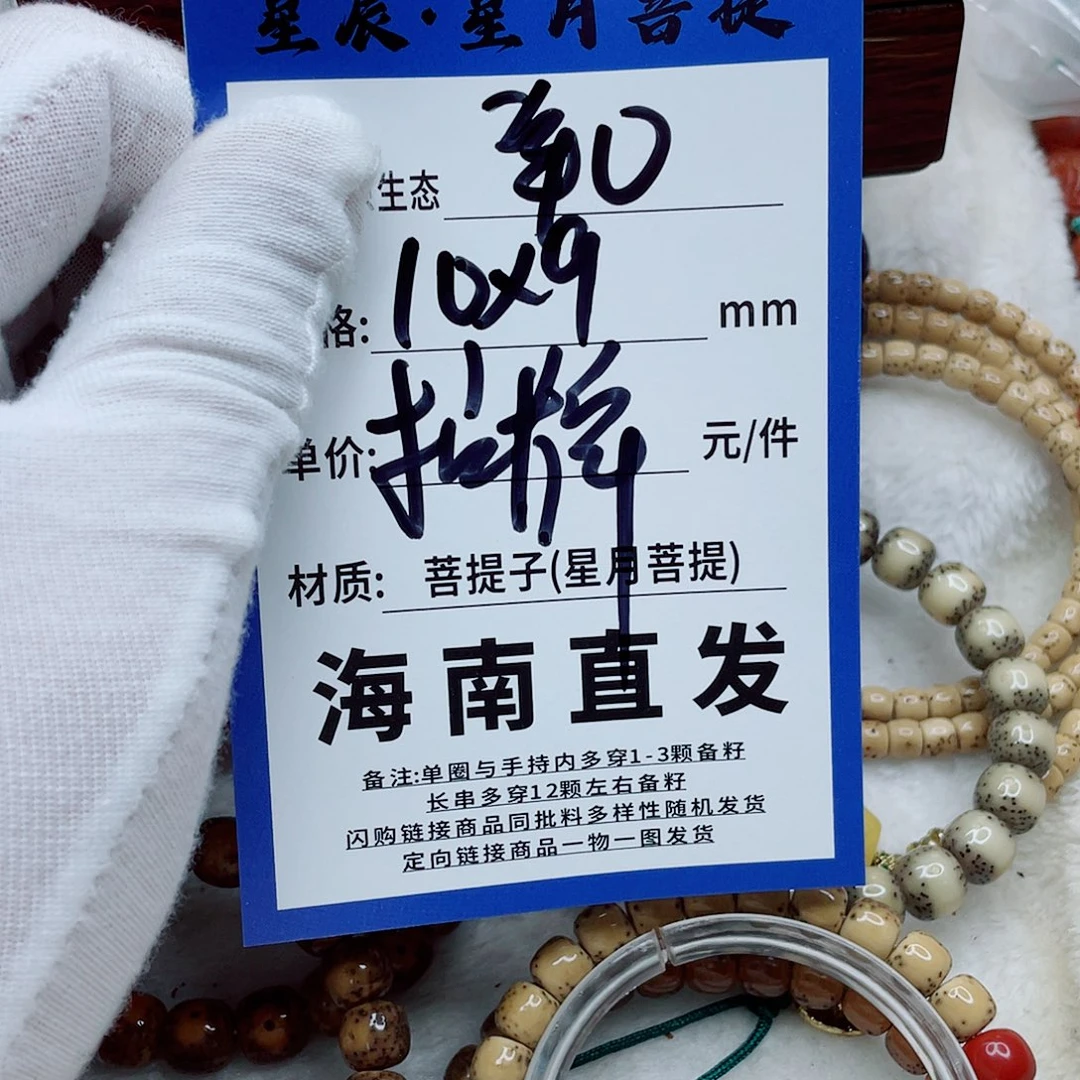 星辰·星月菩提
生态
格: 10x9 mm
单价: 招牌 元/件
材质: 菩提子(星月菩提)
海南直发
备注:单圈与手持内多穿1-3颗备籽
长串多穿12颗左右备籽
闪购链接商品同批料多样性随机发货
定向链接商品一物一图发货